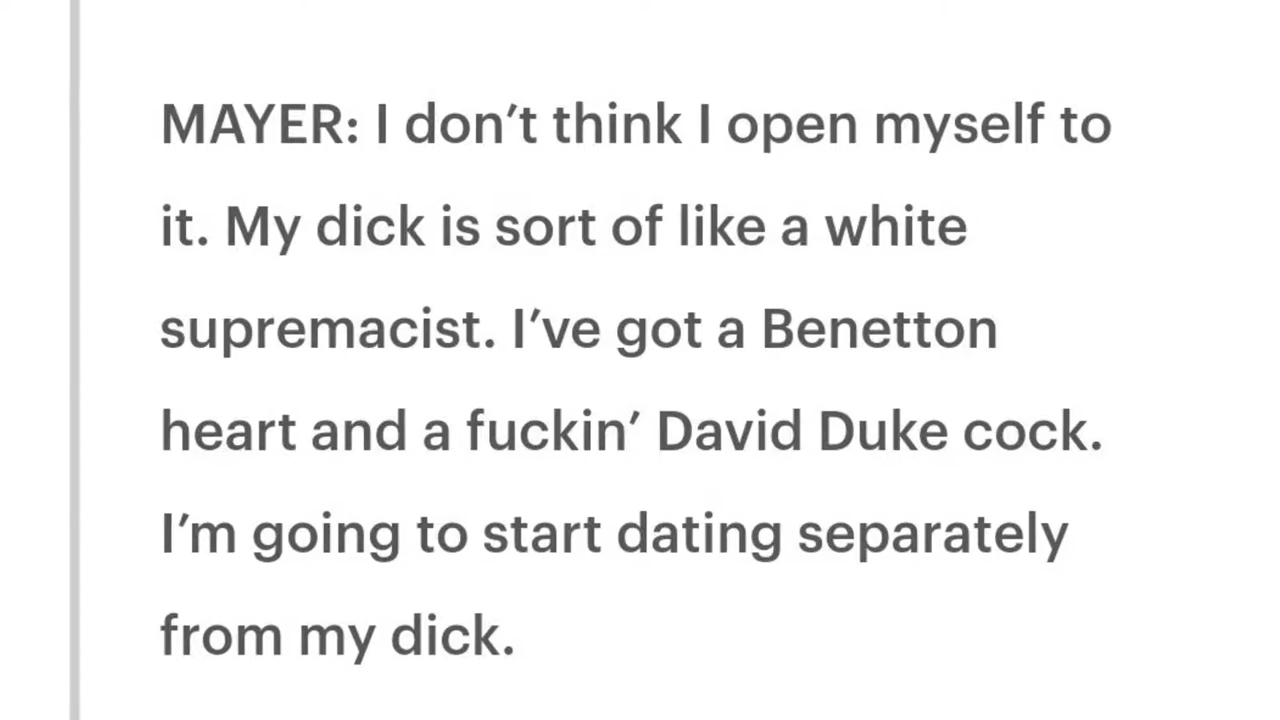 MAYER: I don’t think I open myself to
it. My dick is sort of like a white
supremacist. I’ve got a Benetton
heart and a fuckin’ David Duke cock.
I’m going to start dating separately
from my dick.